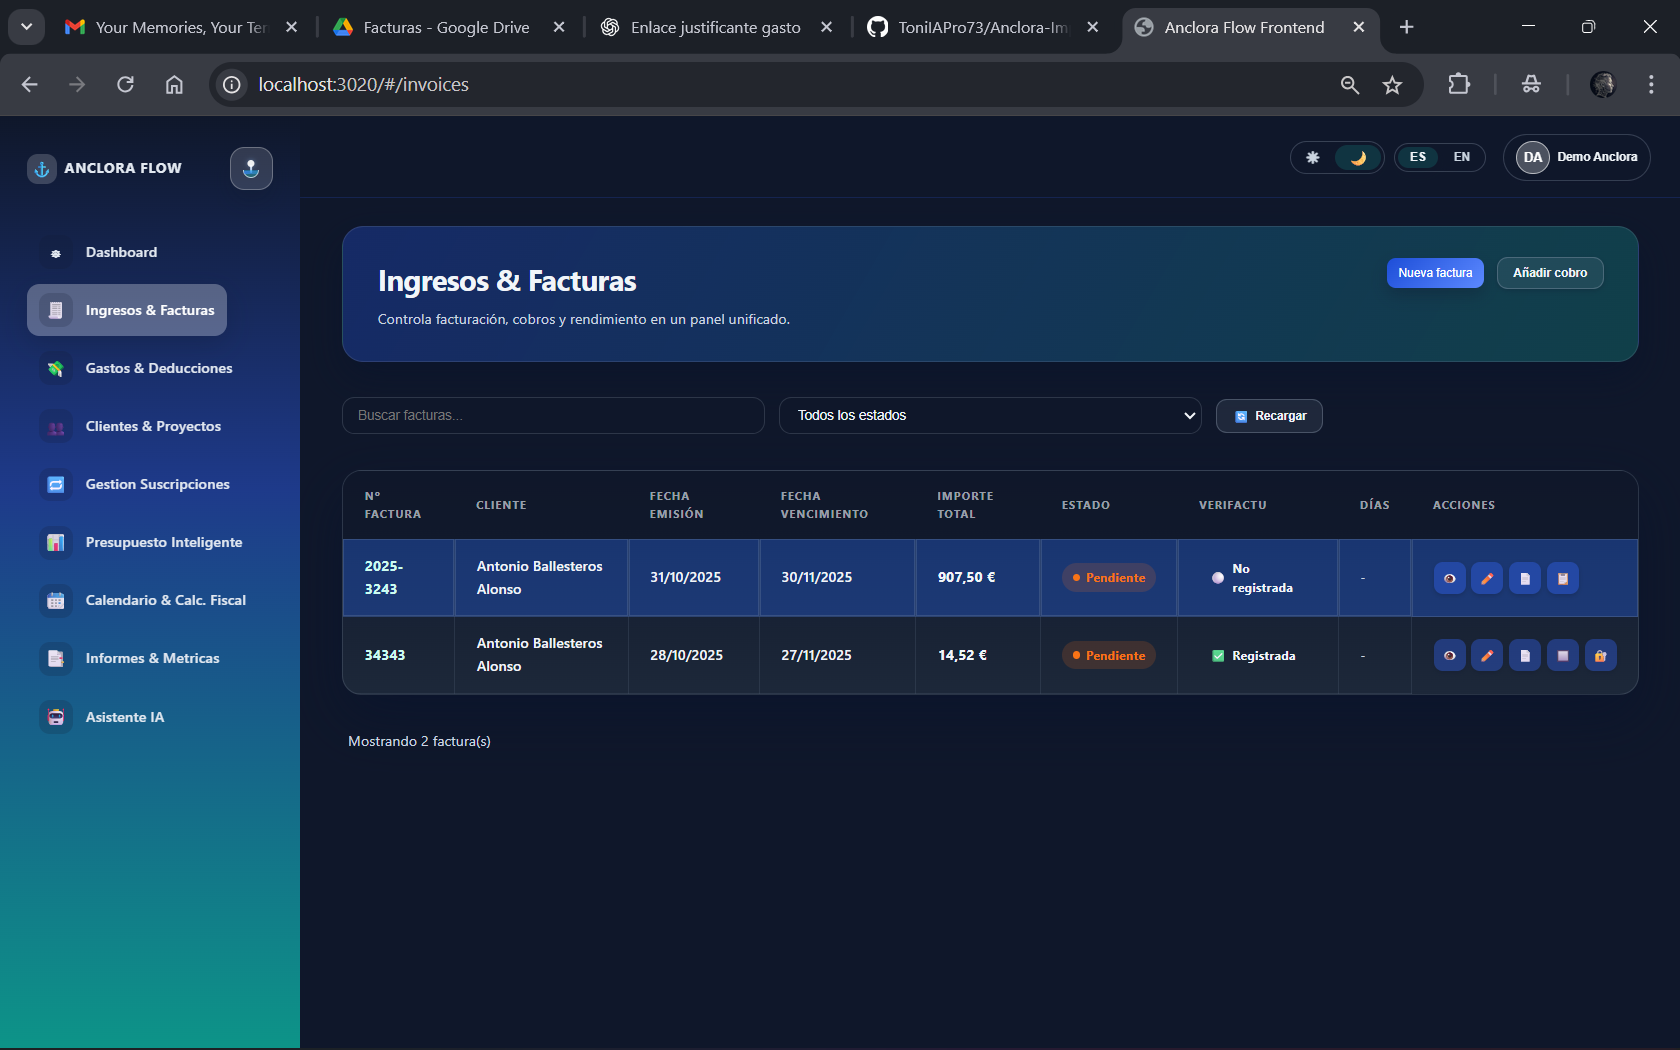 Your Memories, Your Ter
Facturas - Google Drive
Enlace justificante gasto
ToniIAPro73/Anclora-Im
Anclora Flow Frontend
localhost:3020/#/invoices
ANCLORA FLOW
ES
EN
DA
Demo Anclora
Dashboard
Ingresos & Facturas
Gastos & Deducciones
Clientes & Proyectos
Gestion Suscripciones
Presupuesto Inteligente
Calendario & Calc. Fiscal
Informes & Metricas
Asistente IA
Ingresos & Facturas
Controla facturación, cobros y rendimiento en un panel unificado.
Nueva factura
Añadir cobro
Buscar facturas...
Todos los estados
Recargar
Nº
FACTURA
CLIENTE
FECHA
EMISIÓN
FECHA
VENCIMIENTO
IMPORTE
TOTAL
ESTADO
VERIFACTU
DÍAS
ACCIONES
2025-
3243
Antonio Ballesteros
Alonso
31/10/2025
30/11/2025
907,50 €
Pendiente
No
registrada
-
34343
Antonio Ballesteros
Alonso
28/10/2025
27/11/2025
14,52 €
Pendiente
Registrada
-
Mostrando 2 factura(s)